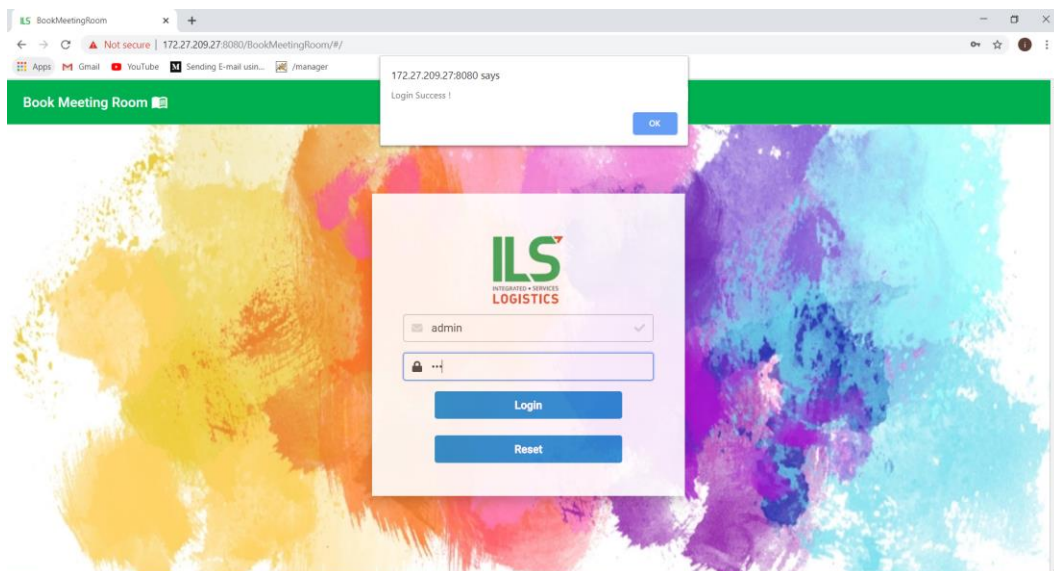 ILS BookMeetingRoom
Not secure | 172.27.209.27:8080/BookMeetingRoom/#/
Apps Gmail YouTube Sending E-mail usin... /manager
172.27.209.27:8080 says
Login Success !
OK
Book Meeting Room
ILS
INTEGRATED • SERVICES
LOGISTICS
admin
Login
Reset